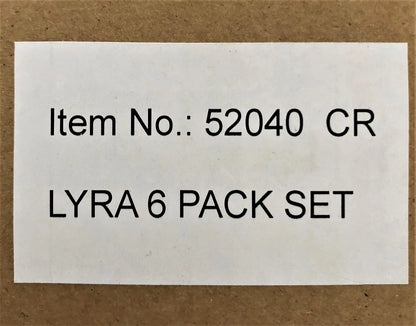 Item No.: 52040 CR
LYRA 6 PACK SET